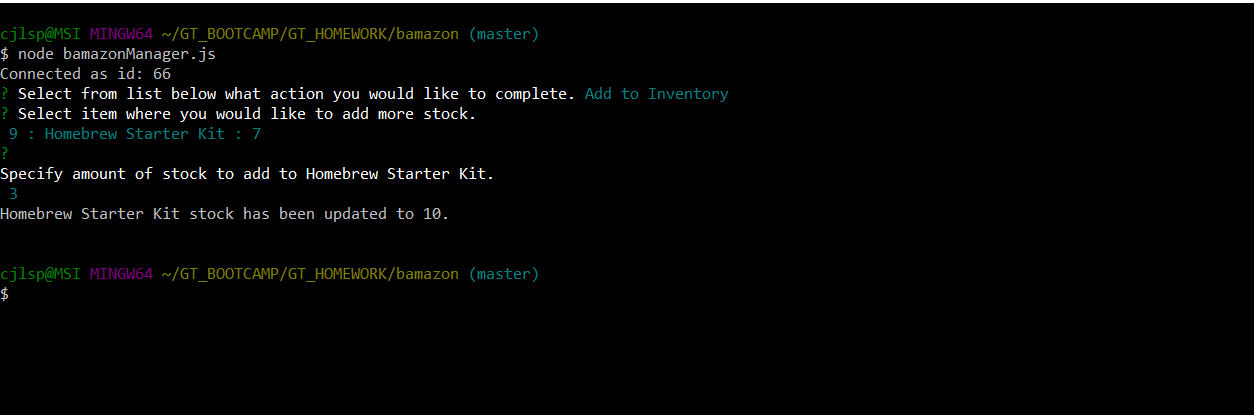 cjlsp@MSI MINGW64 ~/GT_BOOTCAMP/GT_HOMEWORK/bamazon (master)
$ node bamazonManager.js
Connected as id: 66
? Select from list below what action you would like to complete. Add to Inventory
? Select item where you would like to add more stock.
9 : Homebrew Starter Kit : 7
?
Specify amount of stock to add to Homebrew Starter Kit.
3
Homebrew Starter Kit stock has been updated to 10.
cjlsp@MSI MINGW64 ~/GT_BOOTCAMP/GT_HOMEWORK/bamazon (master)
$